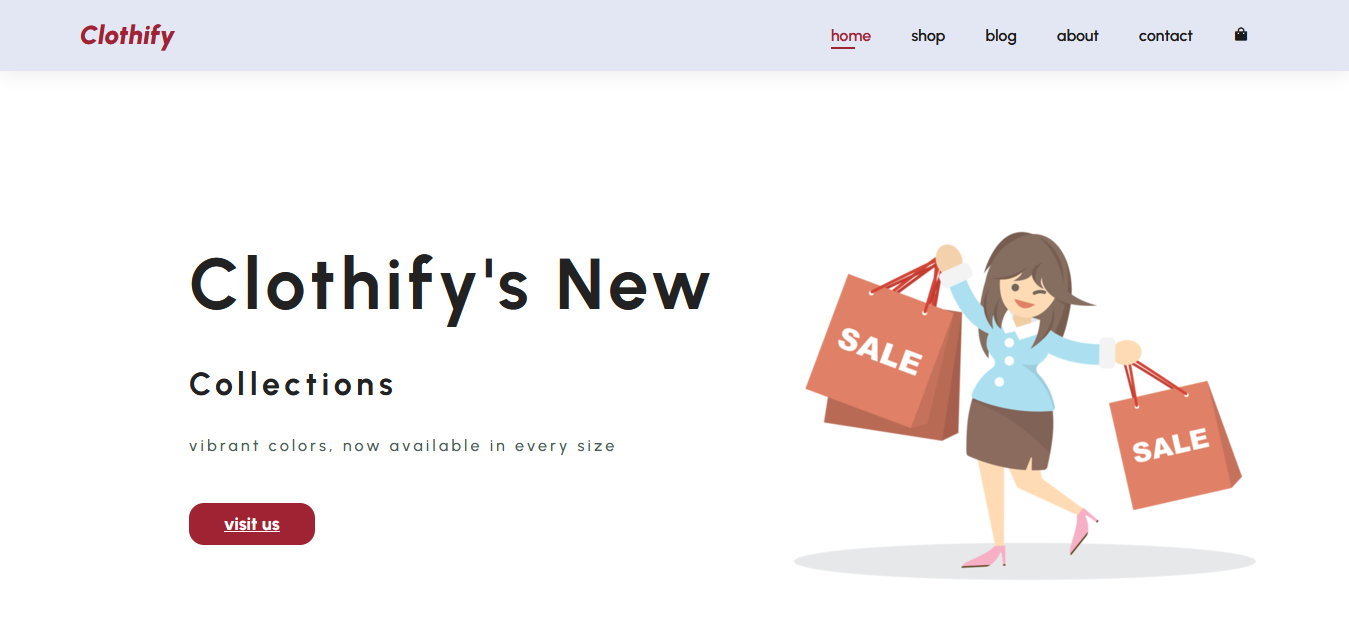 Clothify
home shop blog about contact
Clothify's New
Collections
vibrant colors, now available in every size
visit us
SALE
SALE